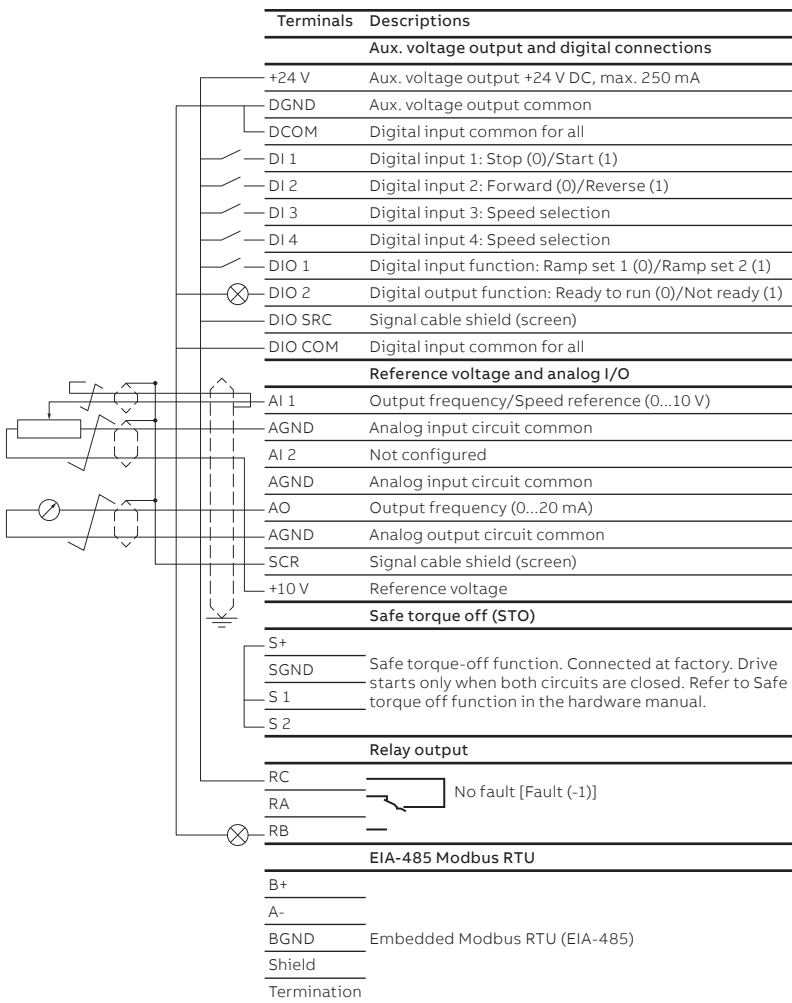 Terminals Descriptions
Aux. voltage output and digital connections
+24 V Aux. voltage output +24 V DC, max. 250 mA
DGND Aux. voltage output common
DCOM Digital input common for all
DI 1 Digital input 1: Stop (0)/Start (1)
DI 2 Digital input 2: Forward (0)/Reverse (1)
DI 3 Digital input 3: Speed selection
DI 4 Digital input 4: Speed selection
DIO 1 Digital input function: Ramp set 1 (0)/Ramp set 2 (1)
DIO 2 Digital output function: Ready to run (0)/Not ready (1)
DIO SRC Signal cable shield (screen)
DIO COM Digital input common for all
Reference voltage and analog I/O
AI 1 Output frequency/Speed reference (0...10 V)
AGND Analog input circuit common
AI 2 Not configured
AGND Analog input circuit common
AO Output frequency (0...20 mA)
AGND Analog output circuit common
SCR Signal cable shield (screen)
+10 V Reference voltage
Safe torque off (STO)
S+
SGND
S 1
S 2
Safe torque-off function. Connected at factory. Drive
starts only when both circuits are closed. Refer to Safe
torque off function in the hardware manual.
Relay output
RC
RA
RB
No fault [Fault (-1)]
EIA-485 Modbus RTU
B+
A-
BGND Embedded Modbus RTU (EIA-485)
Shield
Termination